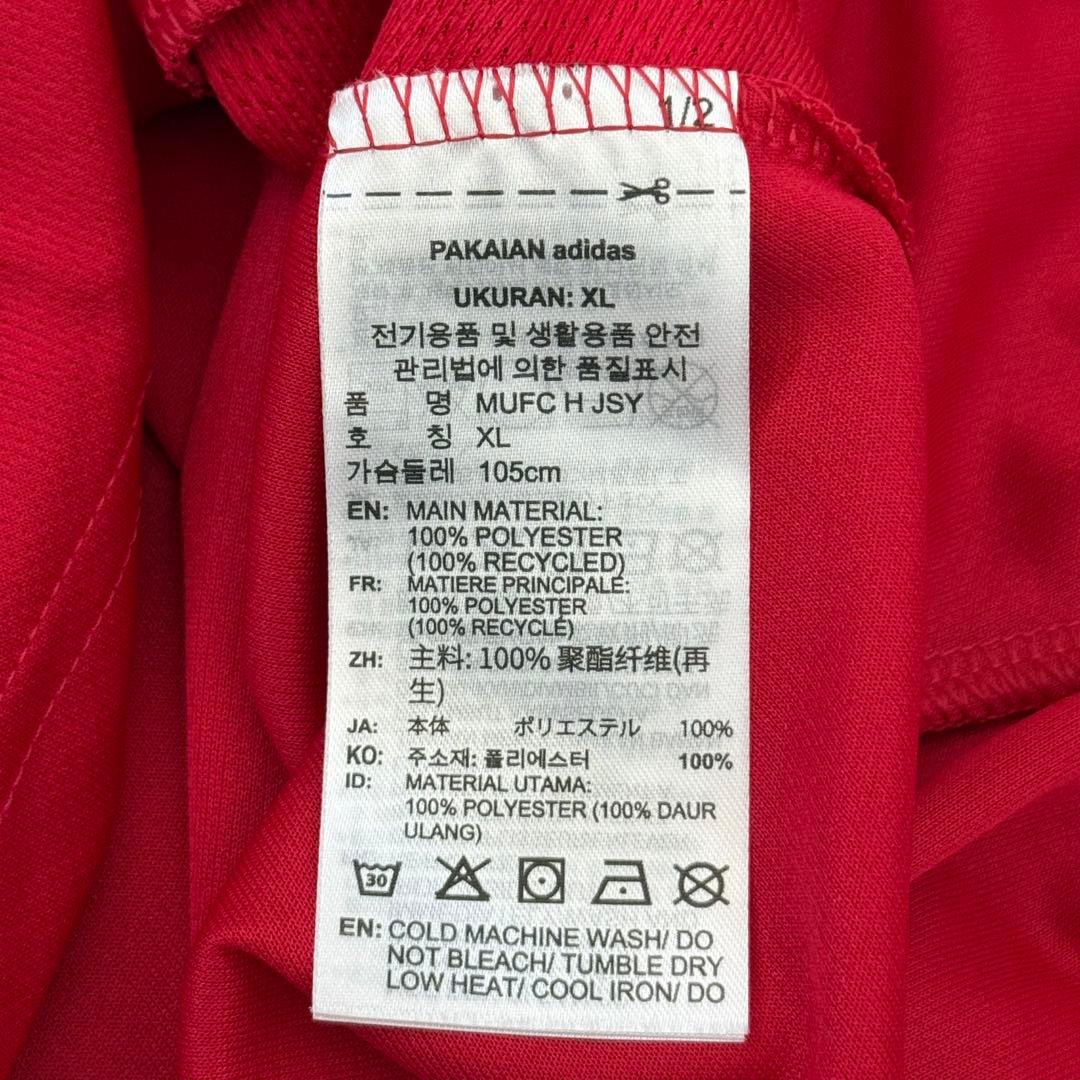 1/2
PAKAIAN adidas
UKURAN: XL
전기용품 및 생활용품 안전
관리법에 의한 품질표시
품 명 MUFC H JSY
호 칭 XL
가슴둘레 105cm
EN: MAIN MATERIAL:
100% POLYESTER
(100% RECYCLED)
FR: MATIERE PRINCIPALE:
100% POLYESTER
(100% RECYCLÉ)
ZH: 主料: 100% 聚酯纤维(再
生)
JA: 本体 ポリエステル 100%
KO: 주소재: 폴리에스터 100%
ID: MATERIAL UTAMA:
100% POLYESTER (100% DAUR
ULANG)
30
EN: COLD MACHINE WASH/ DO
NOT BLEACH/ TUMBLE DRY
LOW HEAT/ COOL IRON/ DO